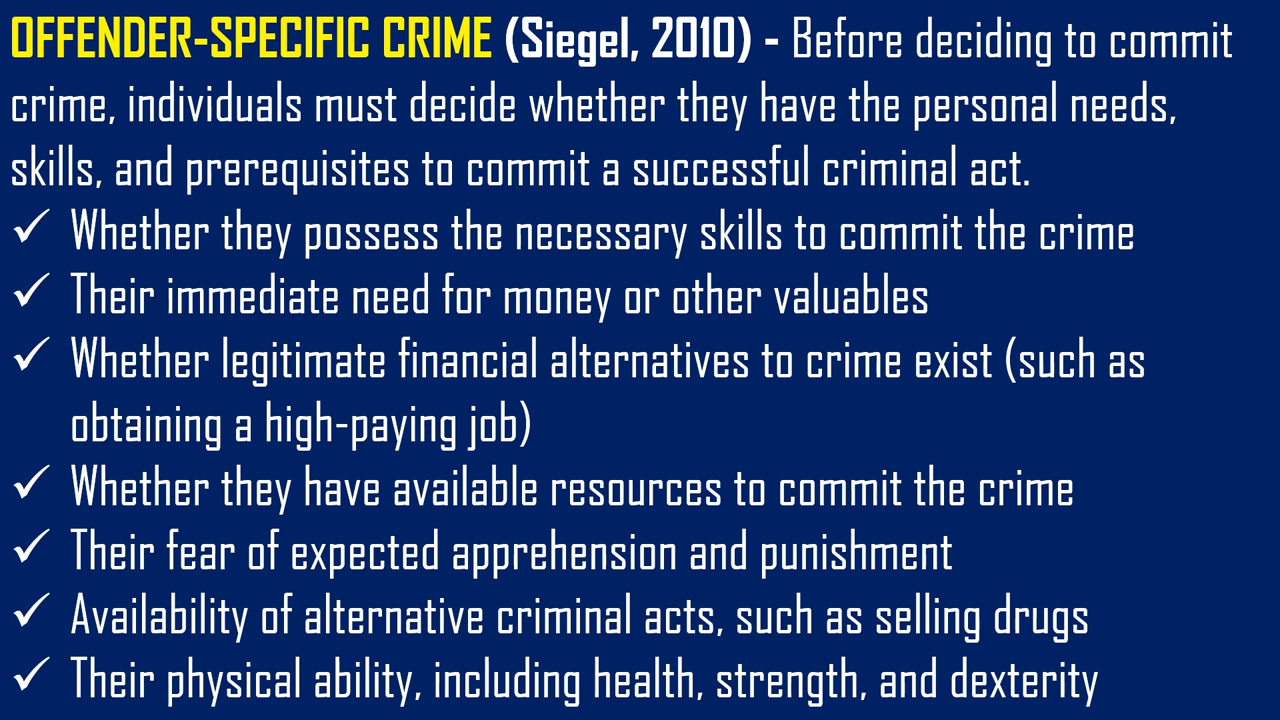 OFFENDER-SPECIFIC CRIME (Siegel, 2010) - Before deciding to commit
crime, individuals must decide whether they have the personal needs,
skills, and prerequisites to commit a successful criminal act.
✓ Whether they possess the necessary skills to commit the crime
✓ Their immediate need for money or other valuables
✓ Whether legitimate financial alternatives to crime exist (such as
obtaining a high-paying job)
✓ Whether they have available resources to commit the crime
✓ Their fear of expected apprehension and punishment
✓ Availability of alternative criminal acts, such as selling drugs
✓ Their physical ability, including health, strength, and dexterity